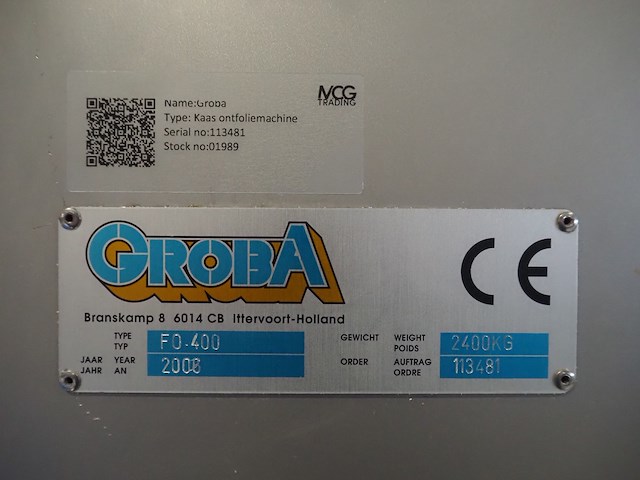 Name:Groba
Type: Kaas ontfoliemachine
Serial no:113481
Stock no:01989
MCG
TRADING
GROBA
CE
Branskamp 8 6014 CB Ittervoort-Holland
TYPE
TYP
FO-400
GEWICHT
WEIGHT
POIDS
2400KG
JAAR
JAHR
YEAR
AN
2006
ORDER
AUFTRAG
ORDRE
113481